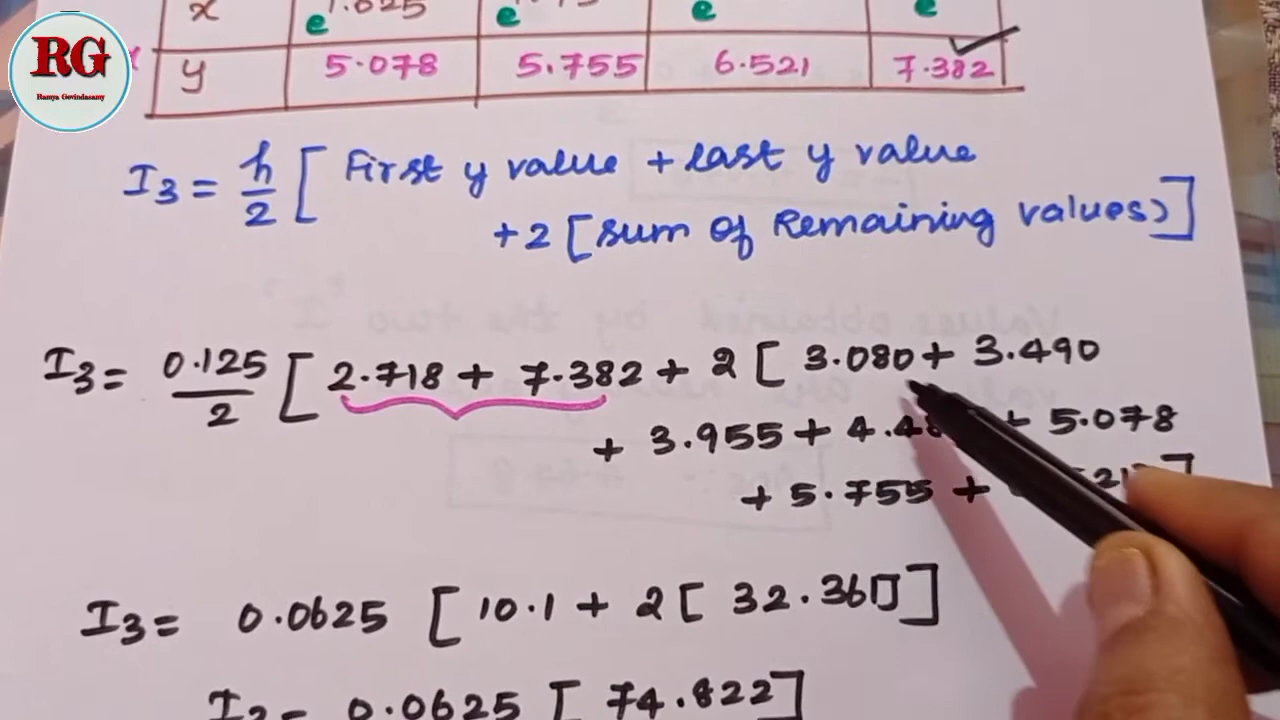 RG
Ramya Govindasamy
x e e e e
y 5.078 5.755 6.521 7.382
I3 = h/2 [ First y value + last y value
+ 2 [sum of Remaining values)]
I3 = 0.125/2 [ 2.718 + 7.382 + 2 [ 3.080 + 3.490
+ 3.955 + + 5.078
+ 5.755 +
I3 = 0.0625 [ 10.1 + 2 [ 32.361]]
0.0625 [ 74.822]